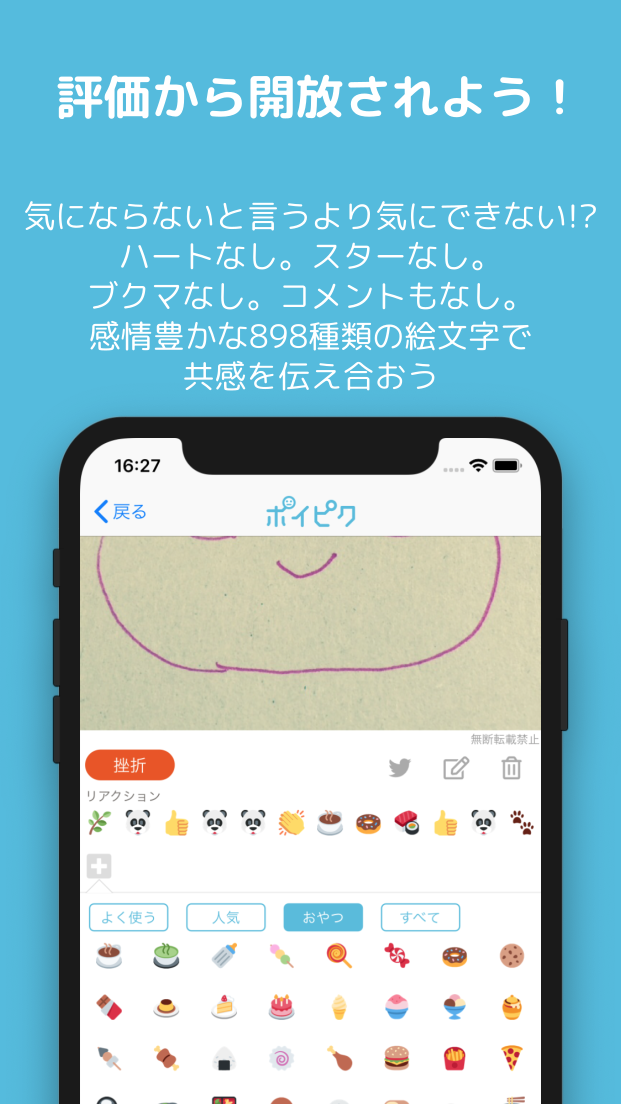 評価から開放されよう！
気にならないと言うより気にできない!?
ハートなし。スターなし。
ブクマなし。コメントもなし。
感情豊かな898種類の絵文字で
共感を伝え合おう
16:27
戻る
ポイピク
無断転載禁止
挫折
リアクション
よく使う
人気
おやつ
すべて